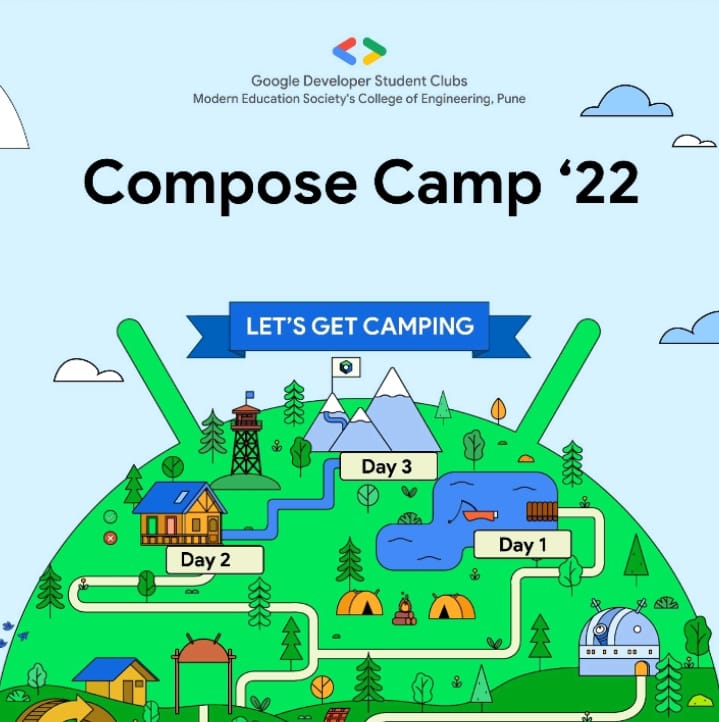 Google Developer Student Clubs
Modern Education Society's College of Engineering, Pune
Compose Camp ‘22
LET'S GET CAMPING
Day 3
Day 1
Day 2